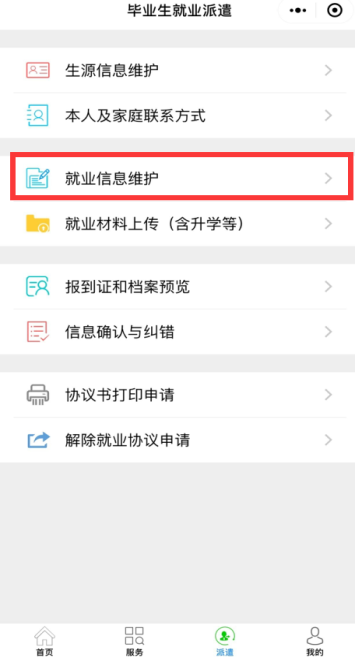 毕业生就业派遣
生源信息维护
本人及家庭联系方式
就业信息维护
就业材料上传（含升学等）
报到证和档案预览
信息确认与纠错
协议书打印申请
解除就业协议申请
首页 服务 派遣 我的